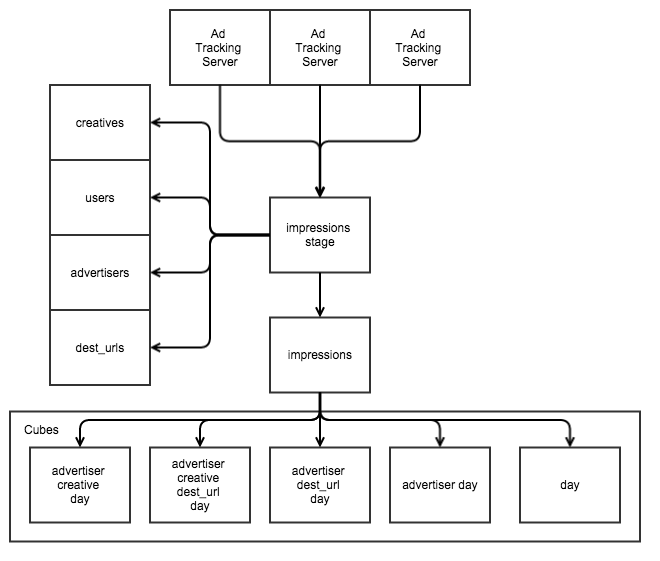 Ad
Tracking
Server
Ad
Tracking
Server
Ad
Tracking
Server
creatives
users
advertisers
dest_urls
impressions
stage
impressions
Cubes
advertiser
creative
day
advertiser
creative
dest_url
day
advertiser
dest_url
day
advertiser day
day